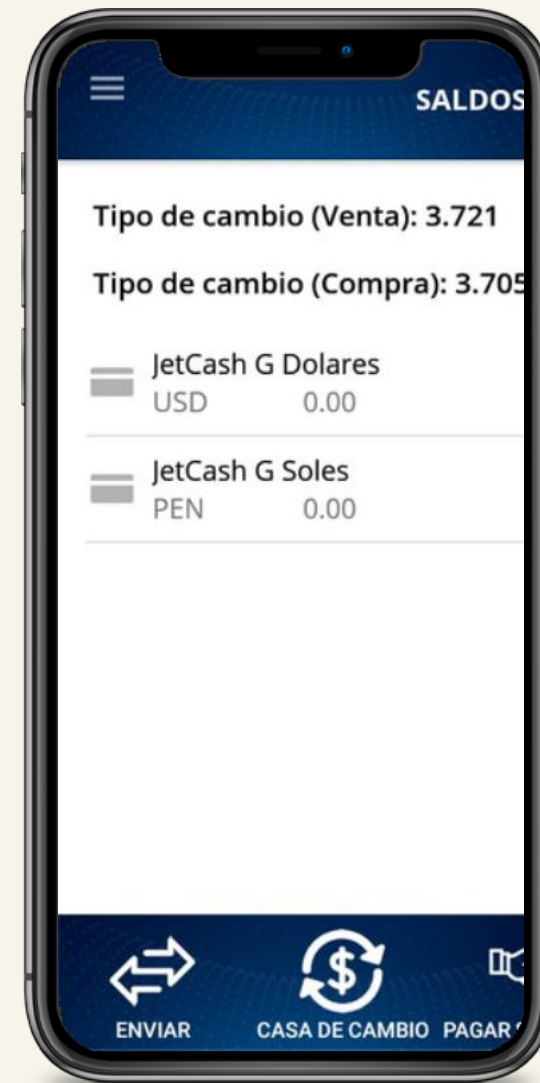 SALDOS
Tipo de cambio (Venta): 3.721
Tipo de cambio (Compra): 3.705
JetCash G Dolares
USD 0.00
JetCash G Soles
PEN 0.00
ENVIAR CASA DE CAMBIO PAGAR